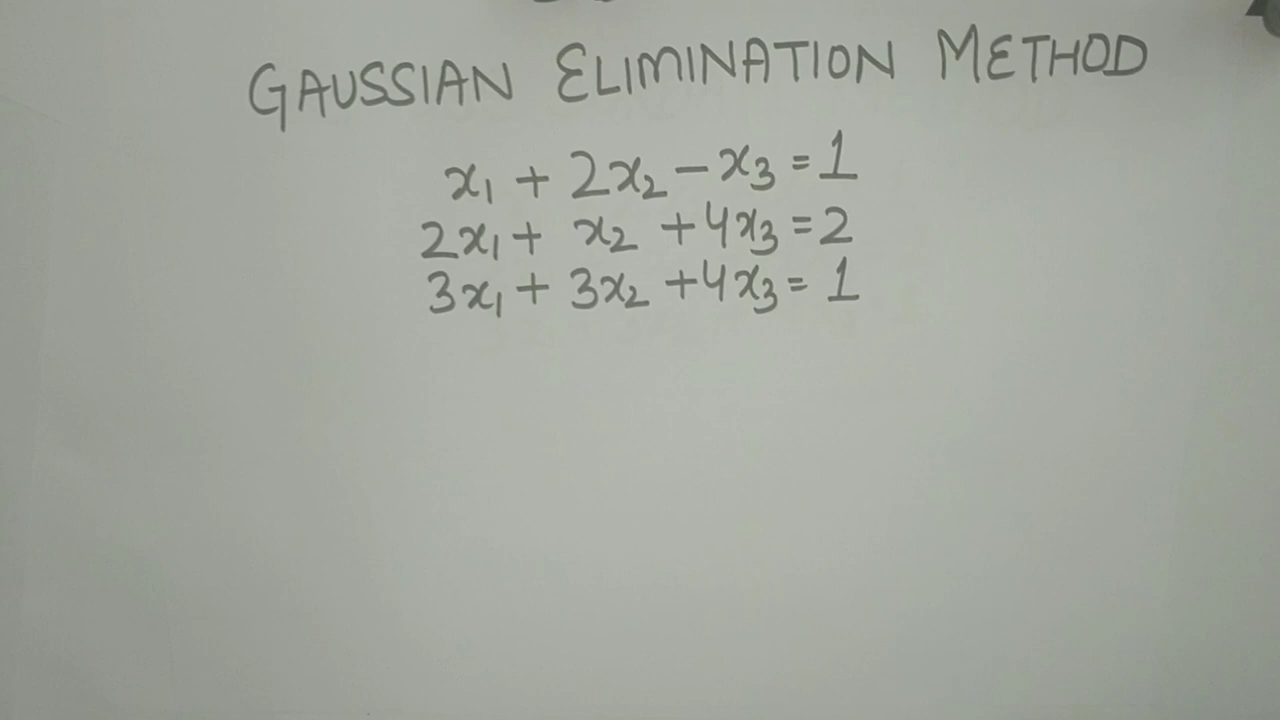 GAUSSIAN ELIMINATION METHOD
x₁ + 2x₂ - x₃ = 1
2x₁ + x₂ + 4x₃ = 2
3x₁ + 3x₂ + 4x₃ = 1